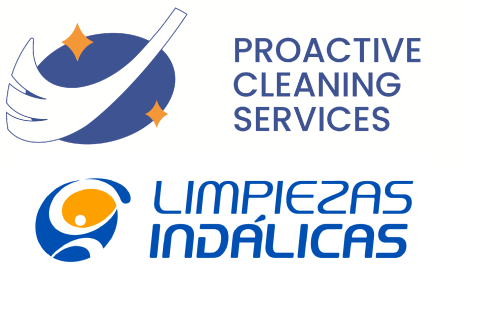 PROACTIVE
CLEANING
SERVICES
LIMPIEZAS
INDÁLICAS